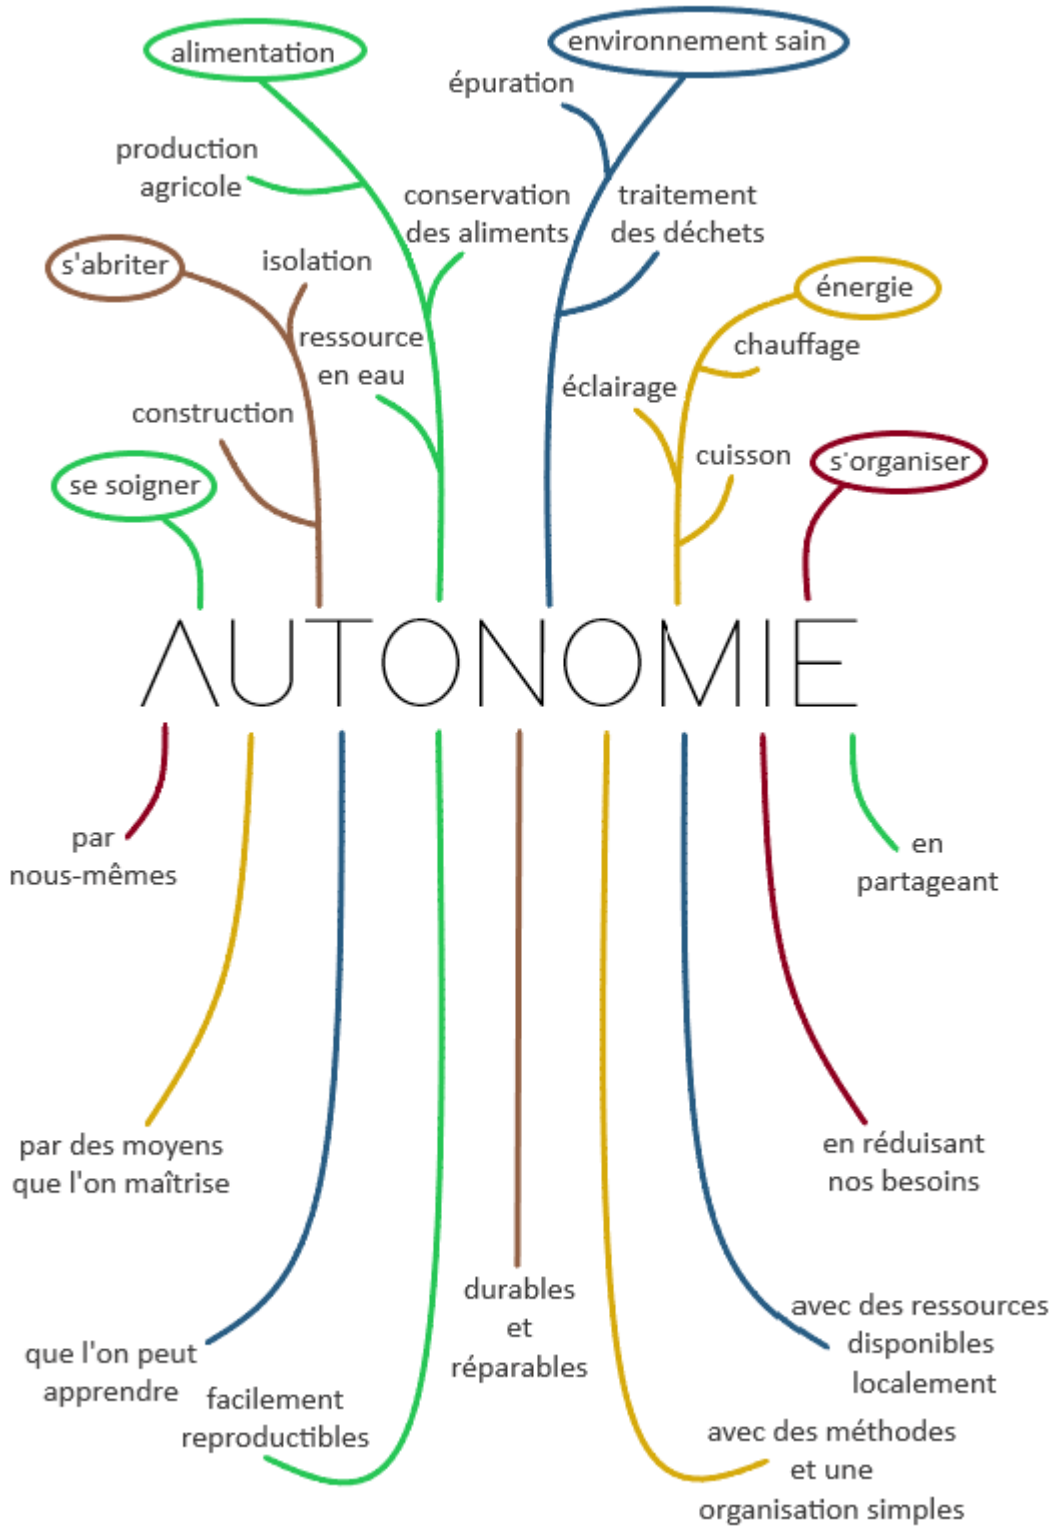 alimentation
environnement sain
épuration
production
agricole
conservation
des aliments
traitement
des déchets
s'abriter
isolation
énergie
ressource
en eau
chauffage
éclairage
construction
cuisson
s'organiser
se soigner
AUTONOMIE
par
nous-mêmes
en
partageant
par des moyens
que l'on maîtrise
en réduisant
nos besoins
durables
et
réparables
avec des ressources
disponibles
localement
que l'on peut
apprendre
facilement
reproductibles
avec des méthodes
et une
organisation simples